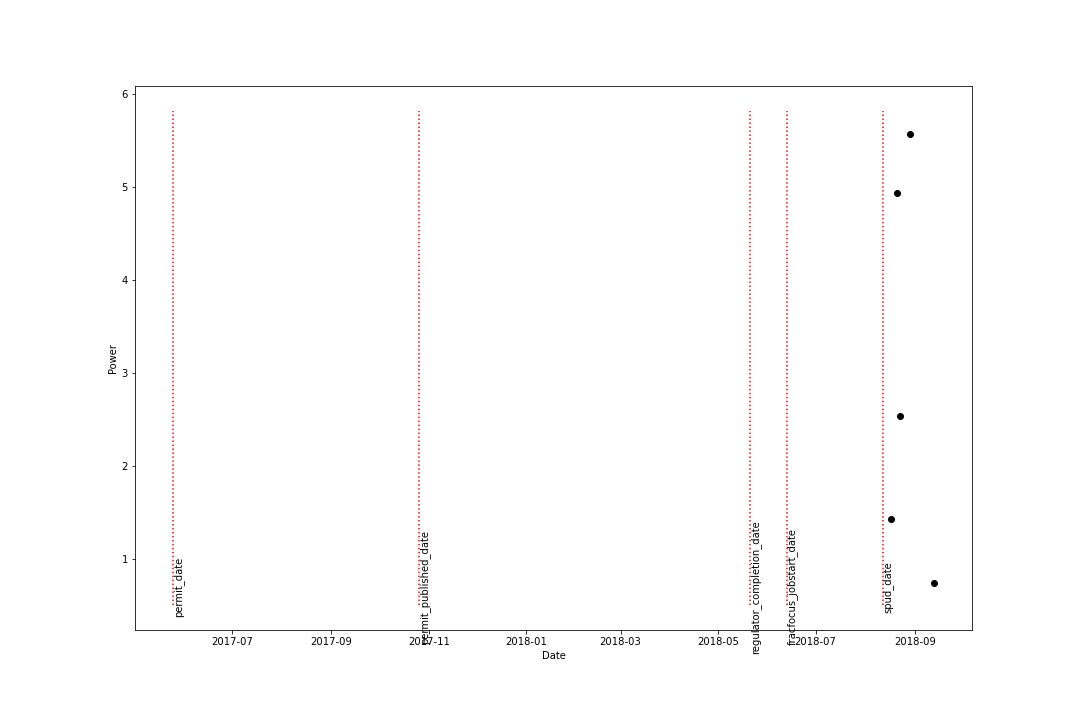 6
5
4
3
2
1
Power
permit_date
permit_published_date
regulator_completion_date
fracfocus_jobstart_date
spud_date
2017-07
2017-09
2017-11
2018-01
2018-03
2018-05
2018-07
2018-09
Date